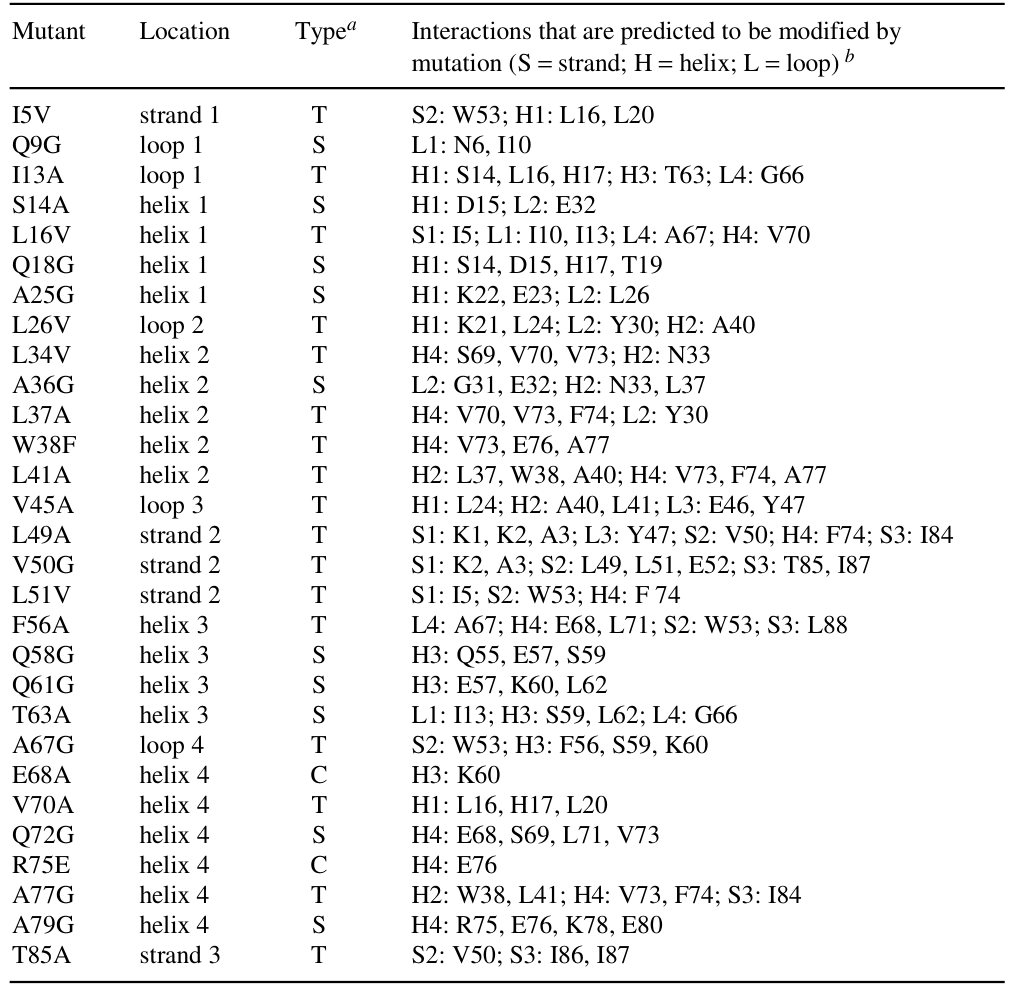 Mutant Location Typeᵃ Interactions that are predicted to be modified by
mutation (S = strand; H = helix; L = loop) ᵇ
I5V strand 1 T S2: W53; H1: L16, L20
Q9G loop 1 S L1: N6, I10
I13A loop 1 T H1: S14, L16, H17; H3: T63; L4: G66
S14A helix 1 S H1: D15; L2: E32
L16V helix 1 T S1: I5; L1: I10, I13; L4: A67; H4: V70
Q18G helix 1 S H1: S14, D15, H17, T19
A25G helix 1 S H1: K22, E23; L2: L26
L26V loop 2 T H1: K21, L24; L2: Y30; H2: A40
L34V helix 2 T H4: S69, V70, V73; H2: N33
A36G helix 2 S L2: G31, E32; H2: N33, L37
L37A helix 2 T H4: V70, V73, F74; L2: Y30
W38F helix 2 T H4: V73, E76, A77
L41A helix 2 T H2: L37, W38, A40; H4: V73, F74, A77
V45A loop 3 T H1: L24; H2: A40, L41; L3: E46, Y47
L49A strand 2 T S1: K1, K2, A3; L3: Y47; S2: V50; H4: F74; S3: I84
V50G strand 2 T S1: K2, A3; S2: L49, L51, E52; S3: T85, I87
L51V strand 2 T S1: I5; S2: W53; H4: F 74
F56A helix 3 T L4: A67; H4: E68, L71; S2: W53; S3: L88
Q58G helix 3 S H3: Q55, E57, S59
Q61G helix 3 S H3: E57, K60, L62
T63A helix 3 S L1: I13; H3: S59, L62; L4: G66
A67G loop 4 T S2: W53; H3: F56, S59, K60
E68A helix 4 C H3: K60
V70A helix 4 T H1: L16, H17, L20
Q72G helix 4 S H4: E68, S69, L71, V73
R75E helix 4 C H4: E76
A77G helix 4 T H2: W38, L41; H4: V73, F74; S3: I84
A79G helix 4 S H4: R75, E76, K78, E80
T85A strand 3 T S2: V50; S3: I86, I87